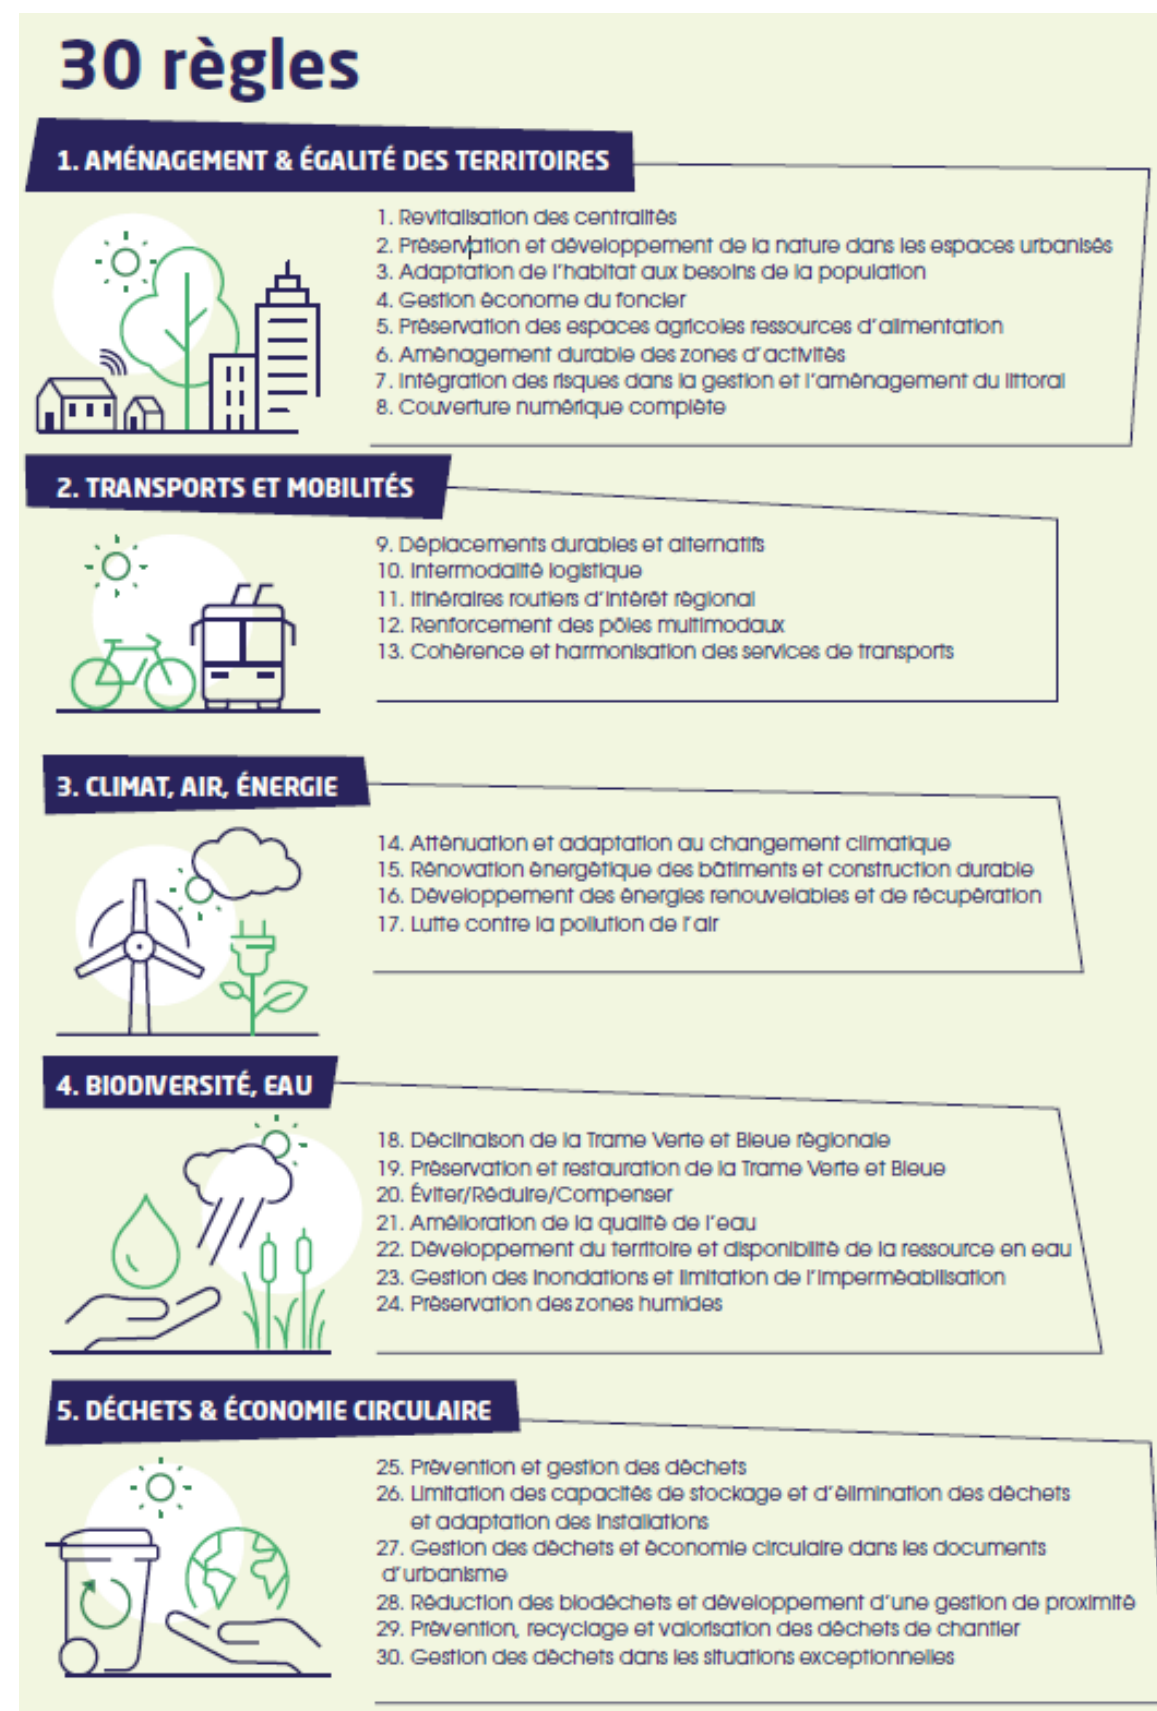 30 règles
1. AMÉNAGEMENT & ÉGALITÉ DES TERRITOIRES
1. Revitalisation des centralités
2. Préservation et développement de la nature dans les espaces urbanisés
3. Adaptation de l'habitat aux besoins de la population
4. Gestion économe du foncier
5. Préservation des espaces agricoles ressources d'alimentation
6. Aménagement durable des zones d'activités
7. Intégration des risques dans la gestion et l'aménagement du littoral
8. Couverture numérique complète
2. TRANSPORTS ET MOBILITÉS
9. Déplacements durables et alternatifs
10. Intermodalité logistique
11. Itinéraires routiers d'intérêt régional
12. Renforcement des pôles multimodaux
13. Cohérence et harmonisation des services de transports
3. CLIMAT, AIR, ÉNERGIE
14. Atténuation et adaptation au changement climatique
15. Rénovation énergétique des bâtiments et construction durable
16. Développement des énergies renouvelables et de récupération
17. Lutte contre la pollution de l'air
4. BIODIVERSITÉ, EAU
18. Déclinaison de la Trame Verte et Bleue régionale
19. Préservation et restauration de la Trame Verte et Bleue
20. Éviter/Réduire/Compenser
21. Amélioration de la qualité de l'eau
22. Développement du territoire et disponibilité de la ressource en eau
23. Gestion des inondations et limitation de l'imperméabilisation
24. Préservation des zones humides
5. DÉCHETS & ÉCONOMIE CIRCULAIRE
25. Prévention et gestion des déchets
26. Limitation des capacités de stockage et d'élimination des déchets
et adaptation des installations
27. Gestion des déchets et économie circulaire dans les documents
d'urbanisme
28. Réduction des biodéchets et développement d'une gestion de proximité
29. Prévention, recyclage et valorisation des déchets de chantier
30. Gestion des déchets dans les situations exceptionnelles